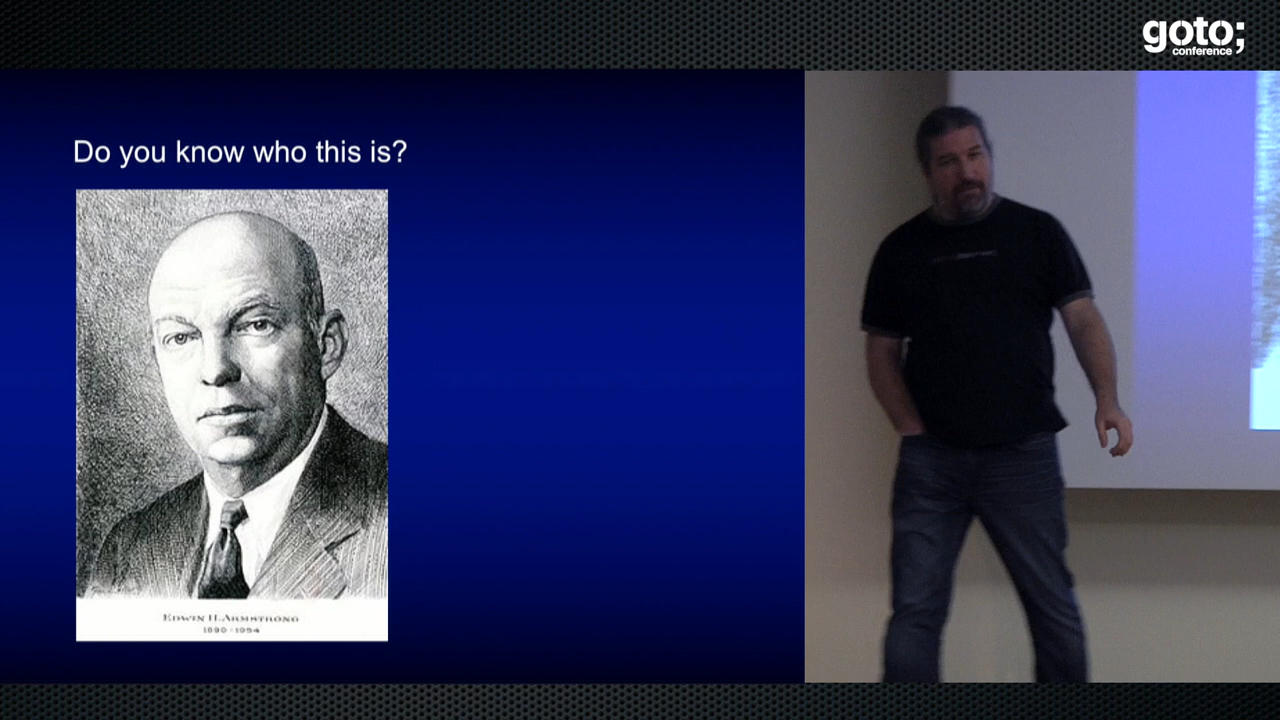 goto;
conference
Do you know who this is?
EDWIN H. ARMSTRONG
1890 - 1954